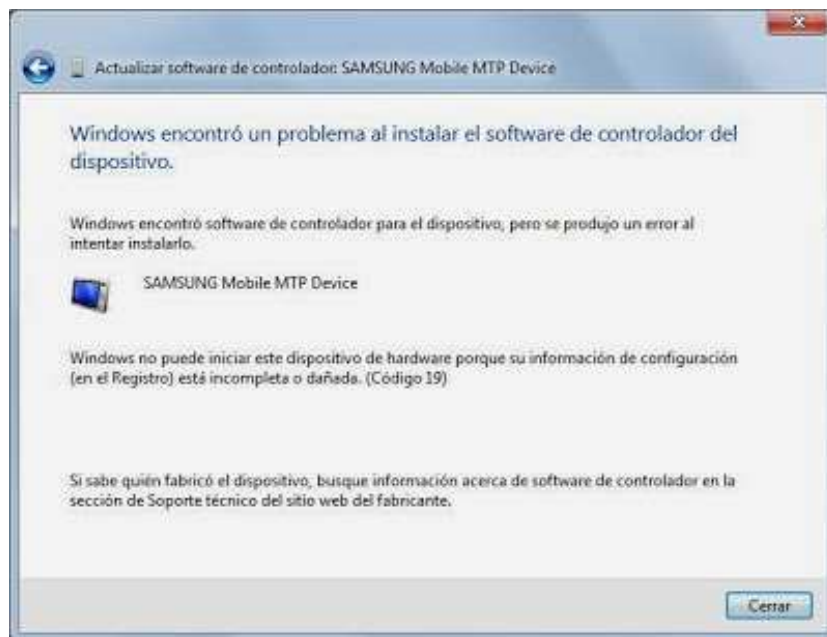 Actualizar software de controlador: SAMSUNG Mobile MTP Device
Windows encontró un problema al instalar el software de controlador del
dispositivo.
Windows encontró software de controlador para el dispositivo, pero se produjo un error al
intentar instalarlo.
SAMSUNG Mobile MTP Device
Windows no puede iniciar este dispositivo de hardware porque su información de configuración
(en el Registro) está incompleta o dañada. (Código 19)
Si sabe quién fabricó el dispositivo, busque información acerca de software de controlador en la
sección de Soporte técnico del sitio web del fabricante.
Cerrar